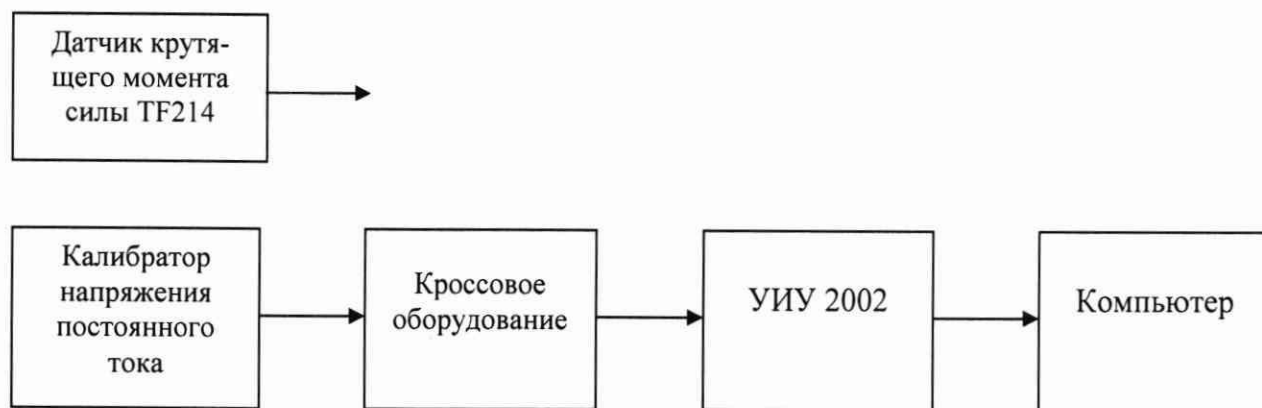 Датчик крутя-
щего момента
силы TF214
Калибратор
напряжения
постоянного
тока
Кроссовое
оборудование
УИУ 2002
Компьютер